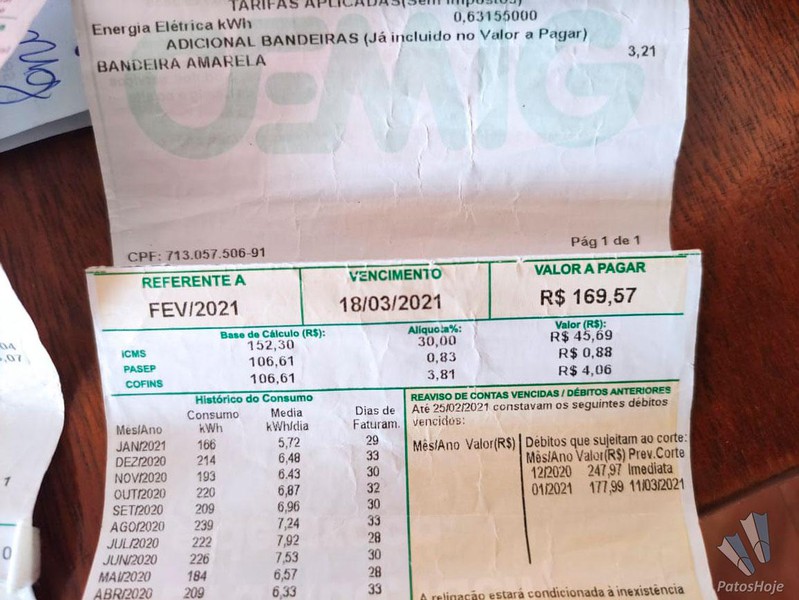 TARIFAS APLICADAS(Sem impostos)
Energia Elétrica kWh 0,63155000
ADICIONAL BANDEIRAS (Já incluido no Valor a Pagar)
BANDEIRA AMARELA 3,21
CEMIG
CPF: 713.057.506-91 Pág 1 de 1
REFERENTE A VENCIMENTO VALOR A PAGAR
FEV/2021 18/03/2021 R$ 169,57
Base de Cálculo (R$): Alíquota%: Valor (R$):
ICMS 152,30 30,00 R$ 45,69
PASEP 106,61 0,83 R$ 0,88
COFINS 106,61 3,81 R$ 4,06
Histórico do Consumo
Mês/Ano Consumo kWh Media kWh/dia Dias de Faturam.
JAN/2021 166 5,72 29
DEZ/2020 214 6,48 33
NOV/2020 193 6,43 30
OUT/2020 220 6,87 32
SET/2020 209 6,96 30
AGO/2020 239 7,24 33
JUL/2020 222 7,92 28
JUN/2020 226 7,53 30
MAI/2020 184 6,57 28
ABR/2020 209 6,33 33
REAVISO DE CONTAS VENCIDAS / DÉBITOS ANTERIORES
Até 25/02/2021 constavam os seguintes débitos
vencidos:
Mês/Ano Valor(R$) Débitos que sujeitam ao corte:
Mês/Ano Valor(R$) Prev.Corte
12/2020 247,97 Imediata
01/2021 177,99 11/03/2021
A religação estará condicionada à inexistência
PatosHoje